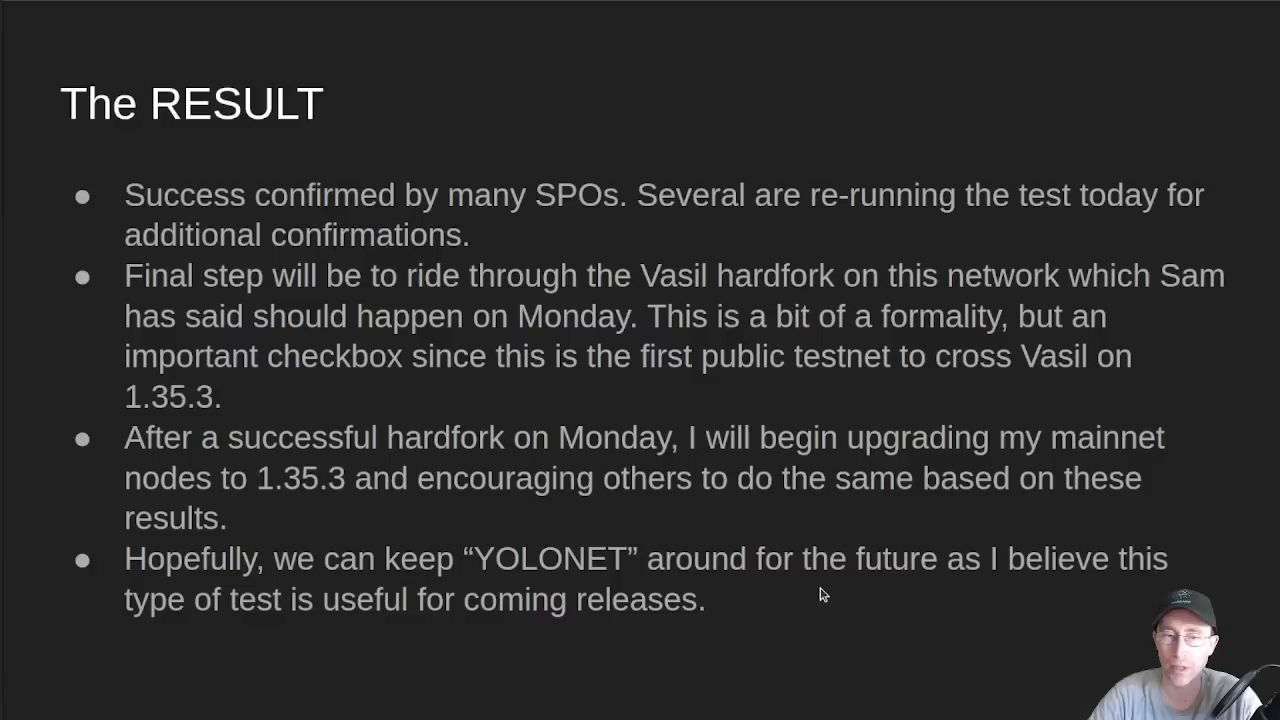 The RESULT
● Success confirmed by many SPOs. Several are re-running the test today for
additional confirmations.
● Final step will be to ride through the Vasil hardfork on this network which Sam
has said should happen on Monday. This is a bit of a formality, but an
important checkbox since this is the first public testnet to cross Vasil on
1.35.3.
● After a successful hardfork on Monday, I will begin upgrading my mainnet
nodes to 1.35.3 and encouraging others to do the same based on these
results.
● Hopefully, we can keep “YOLONET” around for the future as I believe this
type of test is useful for coming releases.